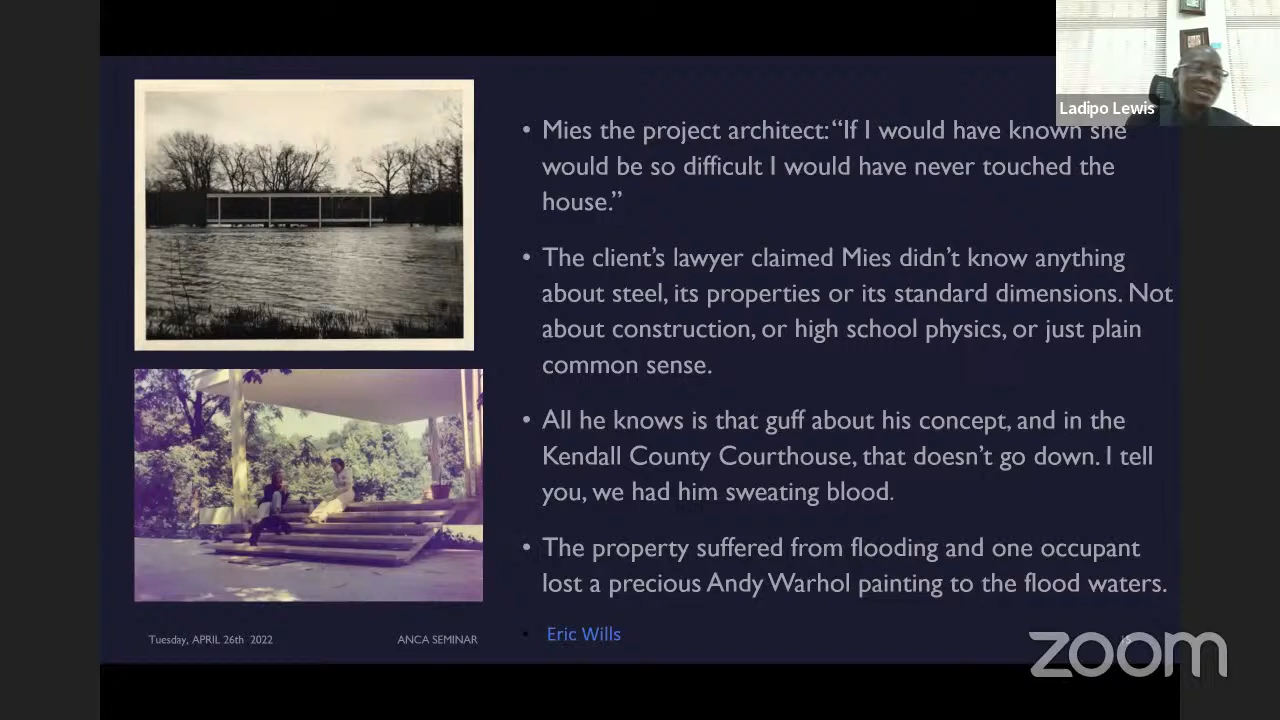 Ladipo Lewis
• Mies the project architect: “If I would have known she
would be so difficult I would have never touched the
house.”
• The client’s lawyer claimed Mies didn’t know anything
about steel, its properties or its standard dimensions. Not
about construction, or high school physics, or just plain
common sense.
• All he knows is that guff about his concept, and in the
Kendall County Courthouse, that doesn’t go down. I tell
you, we had him sweating blood.
• The property suffered from flooding and one occupant
lost a precious Andy Warhol painting to the flood waters.
• Eric Wills
Tuesday, APRIL 26th 2022
ANCA SEMINAR
zoom